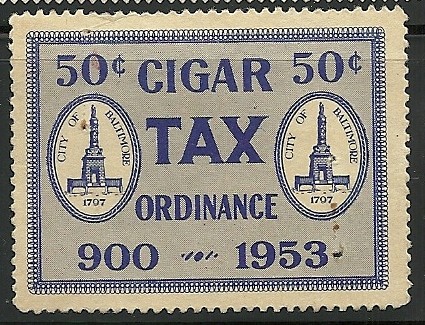 50¢ CIGAR 50¢
TAX
CITY OF BALTIMORE
1797
CITY OF BALTIMORE
1797
ORDINANCE
900 1953